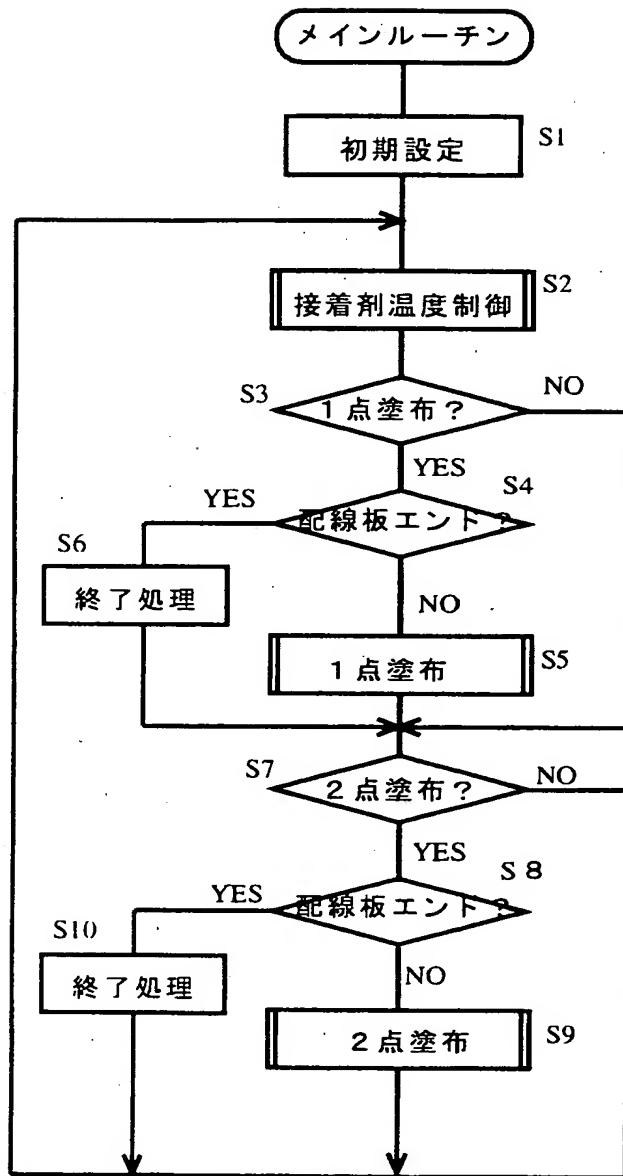 メインルーチン
初期設定
S1
接着剤温度制御
S2
S3
1点塗布?
NO
YES
YES
配線板エント?
S4
S6
終了処理
NO
1点塗布
S5
S7
2点塗布?
NO
YES
YES
配線板エント?
S 8
S10
終了処理
NO
2点塗布
S9